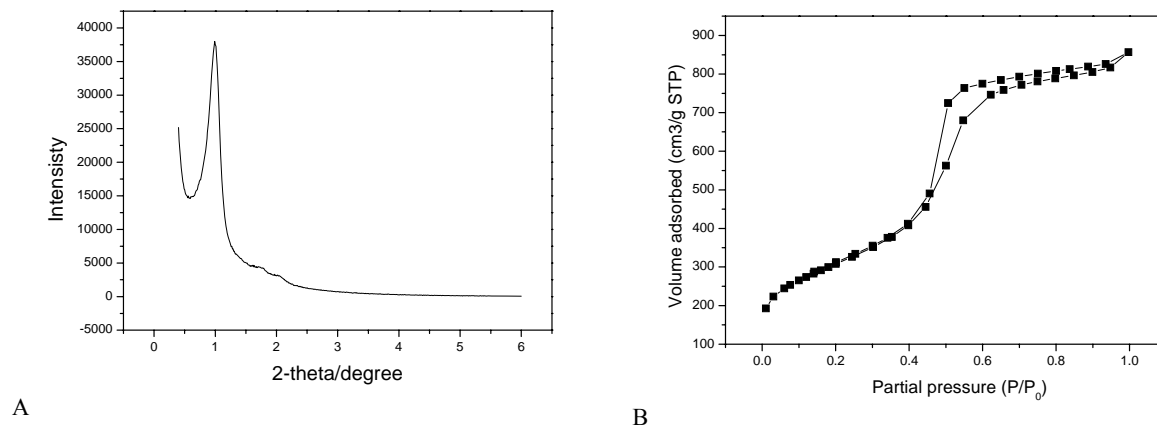 40000
35000
30000
25000
20000
15000
10000
5000
0
-5000
Intensisty
0 1 2 3 4 5 6
2-theta/degree
A
900
800
700
600
500
400
300
200
100
Volume adsorbed (cm3/g STP)
0.0 0.2 0.4 0.6 0.8 1.0
Partial pressure (P/P0)
B